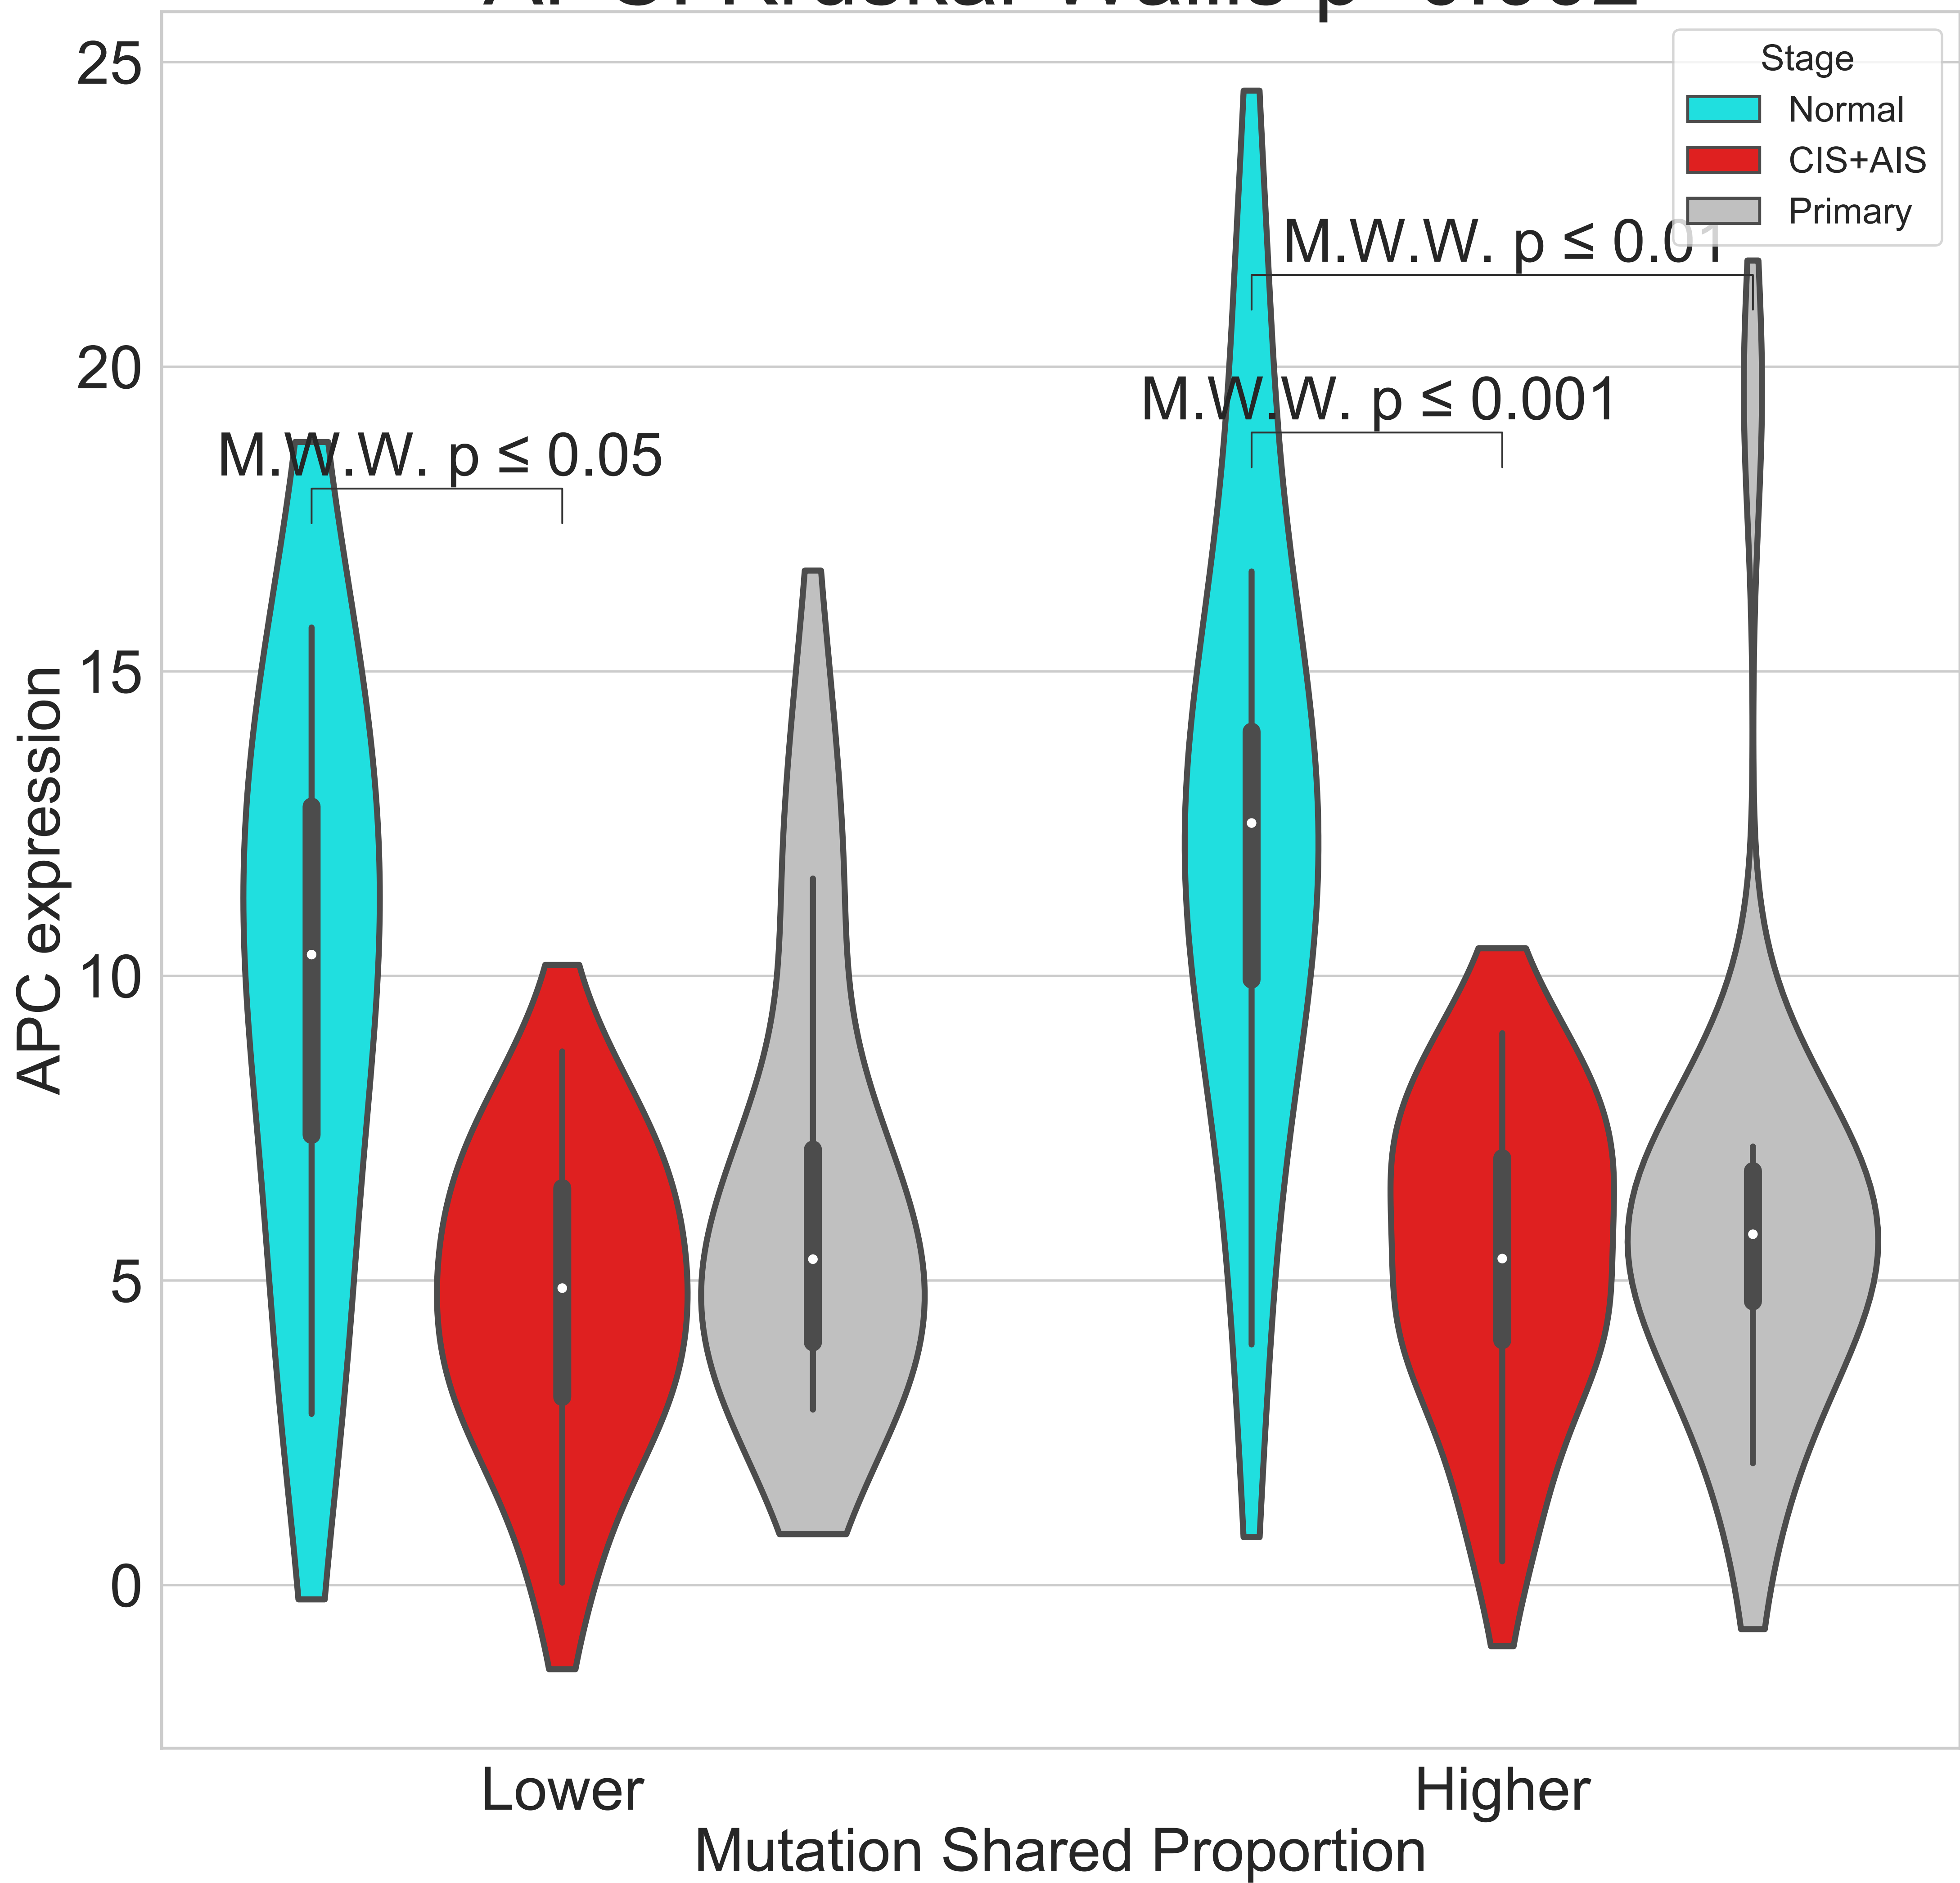 25
Stage
Normal
CIS+AIS
Primary
M.W.W. p ≤ 0.01
20
M.W.W. p ≤ 0.001
M.W.W. p ≤ 0.05
15
APC expression
10
5
0
Lower
Higher
Mutation Shared Proportion